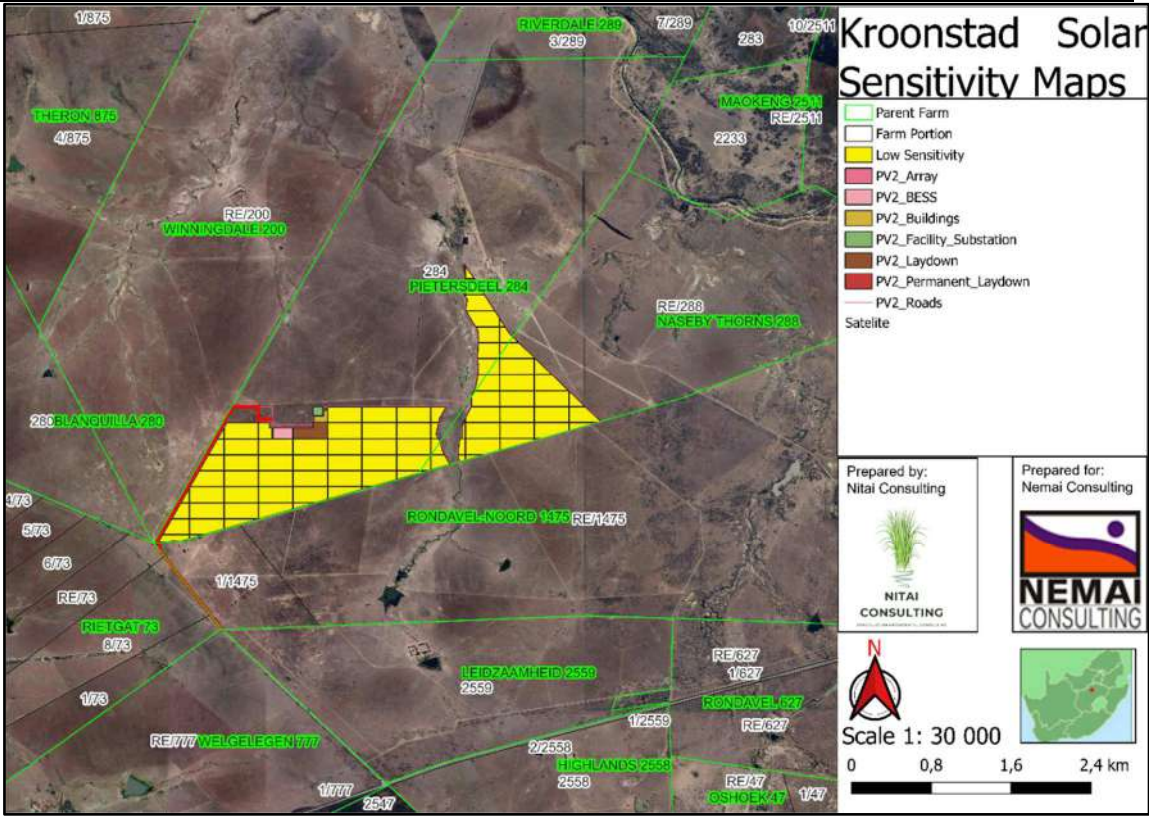 1/875
RIVERDALE 289
3/289
7/289
283
10/2511
THERON 875
4/875
MAOKENG 2511
RE/2511
2233
RE/200
WINNINGDALE 200
284
PIETERSDEEL 284
RE/288
NASEBY THORNS 288
280
BLANQUILLA 280
4/73
5/73
6/73
RE/73
RIETGAT 73
8/73
1/73
1/1475
RONDAVEL-NOORD 1475
RE/1475
LEIDZAAMHEID 2559
2559
RE/627
1/627
RONDAVEL 627
RE/627
1/2559
RE/777
WELGELEGEN 777
2/2558
HIGHLANDS 2558
2558
1/777
2547
RE/47
OSHOEK 47
1/47
Kroonstad Solar
Sensitivity Maps
Parent Farm
Farm Portion
Low Sensitivity
PV2_Array
PV2_BESS
PV2_Buildings
PV2_Facility_Substation
PV2_Laydown
PV2_Permanent_Laydown
PV2_Roads
Satelite
Prepared by:
Nitai Consulting
NITAI
CONSULTING
Prepared for:
Nemai Consulting
NEMAI
CONSULTING
N
Scale 1: 30 000
0 0,8 1,6 2,4 km